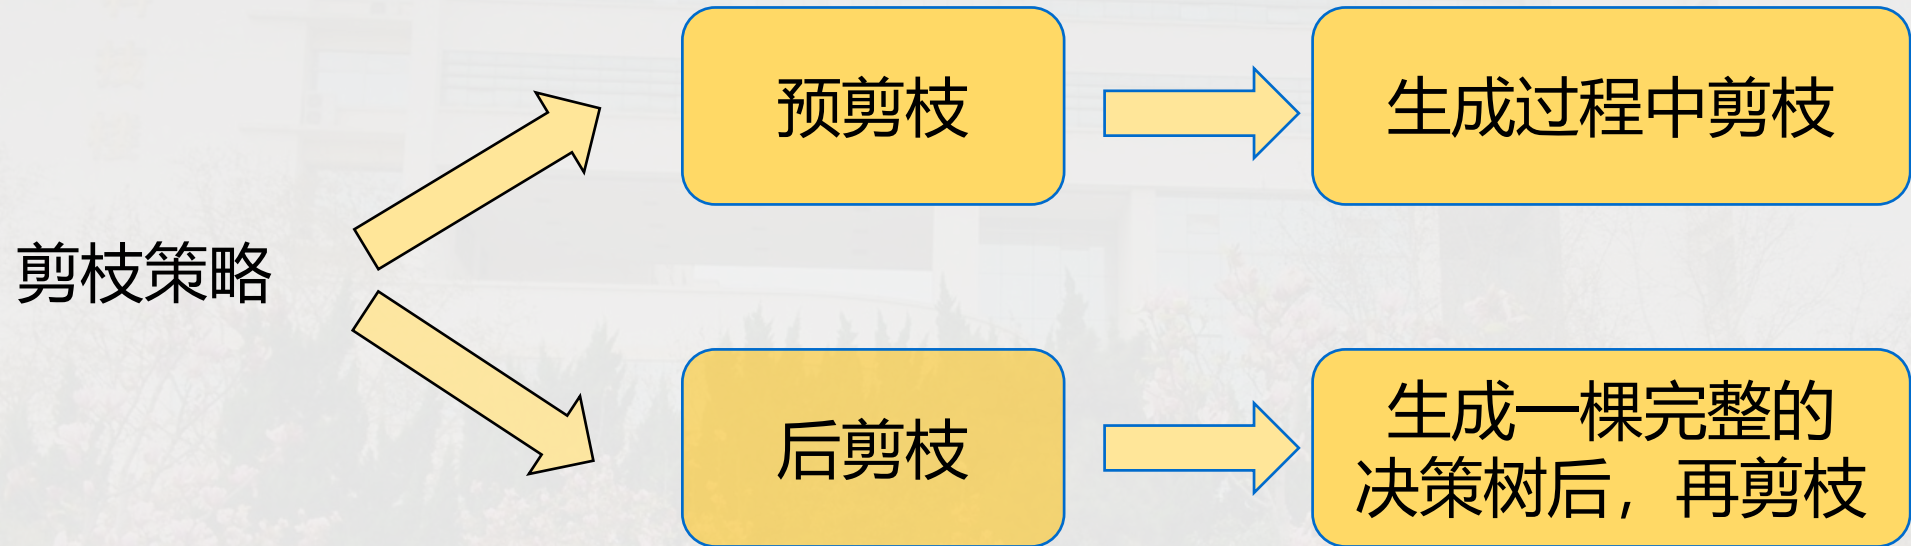 剪枝策略
预剪枝
生成过程中剪枝
后剪枝
生成一棵完整的
决策树后，再剪枝